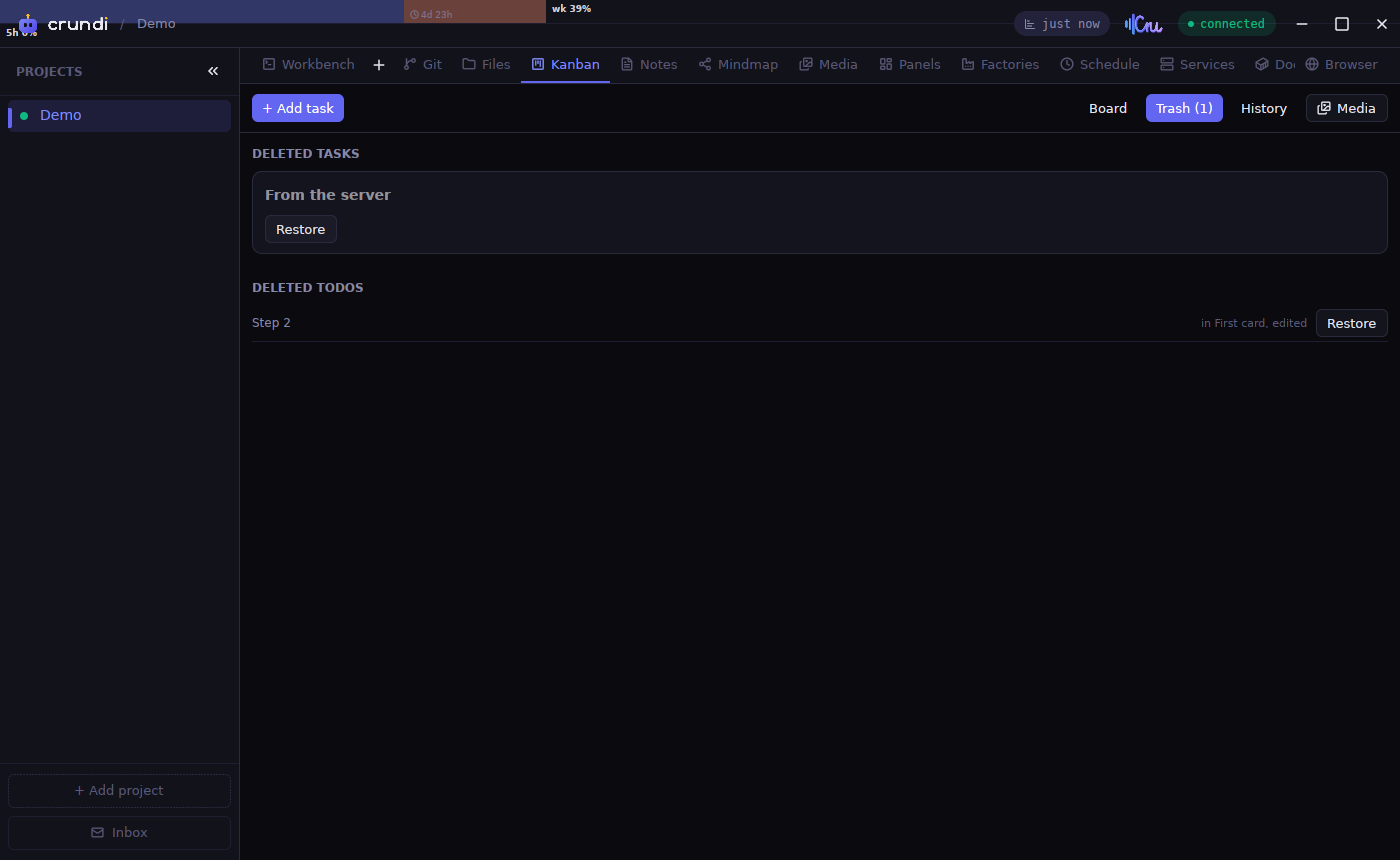 4d 23h
wk 39%
crundi / Demo
just now
Cru
connected
PROJECTS
Workbench
Git
Files
Kanban
Notes
Mindmap
Media
Panels
Factories
Schedule
Services
Browser
Demo
+ Add task
Board
Trash (1)
History
Media
DELETED TASKS
From the server
Restore
DELETED TODOS
Step 2
in First card, edited
Restore
+ Add project
Inbox